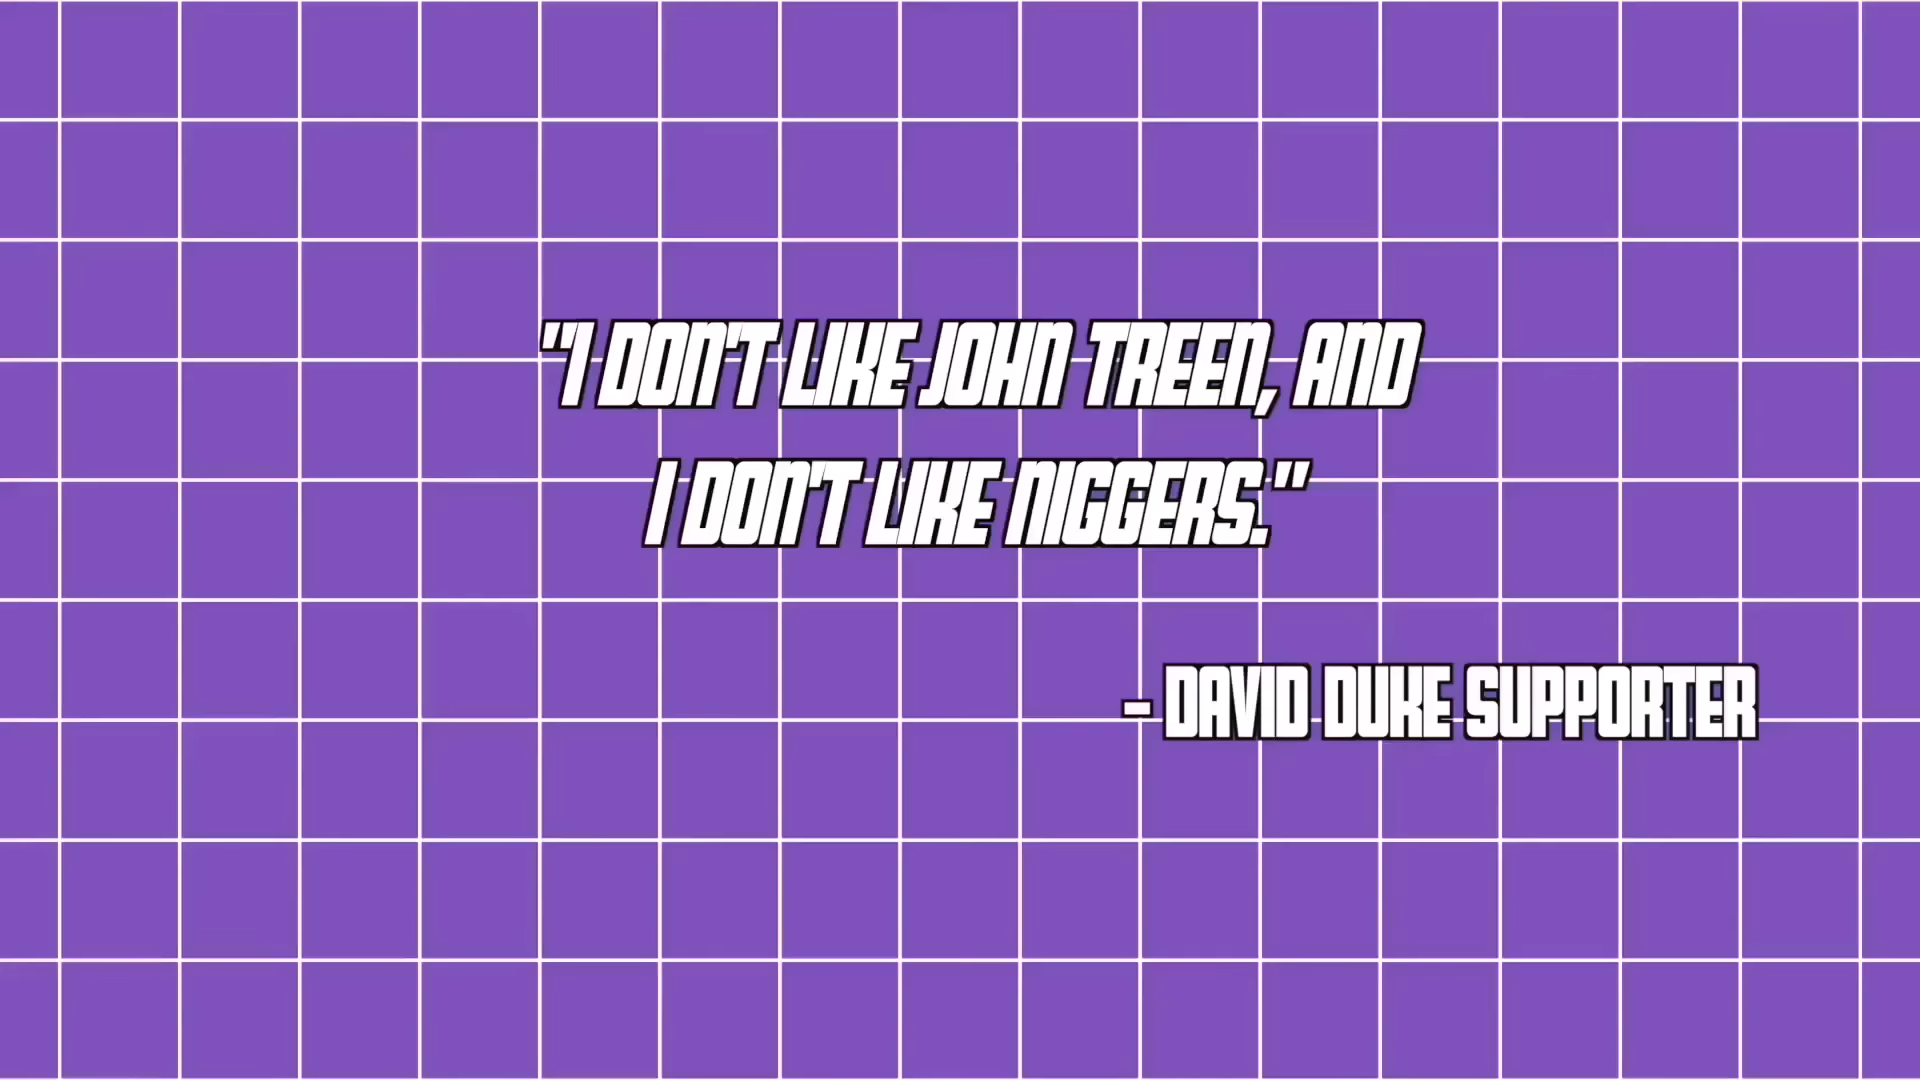 "I DON'T LIKE JOHN TREEN, AND
I DON'T LIKE NIGGERS."
- DAVID DUKE SUPPORTER